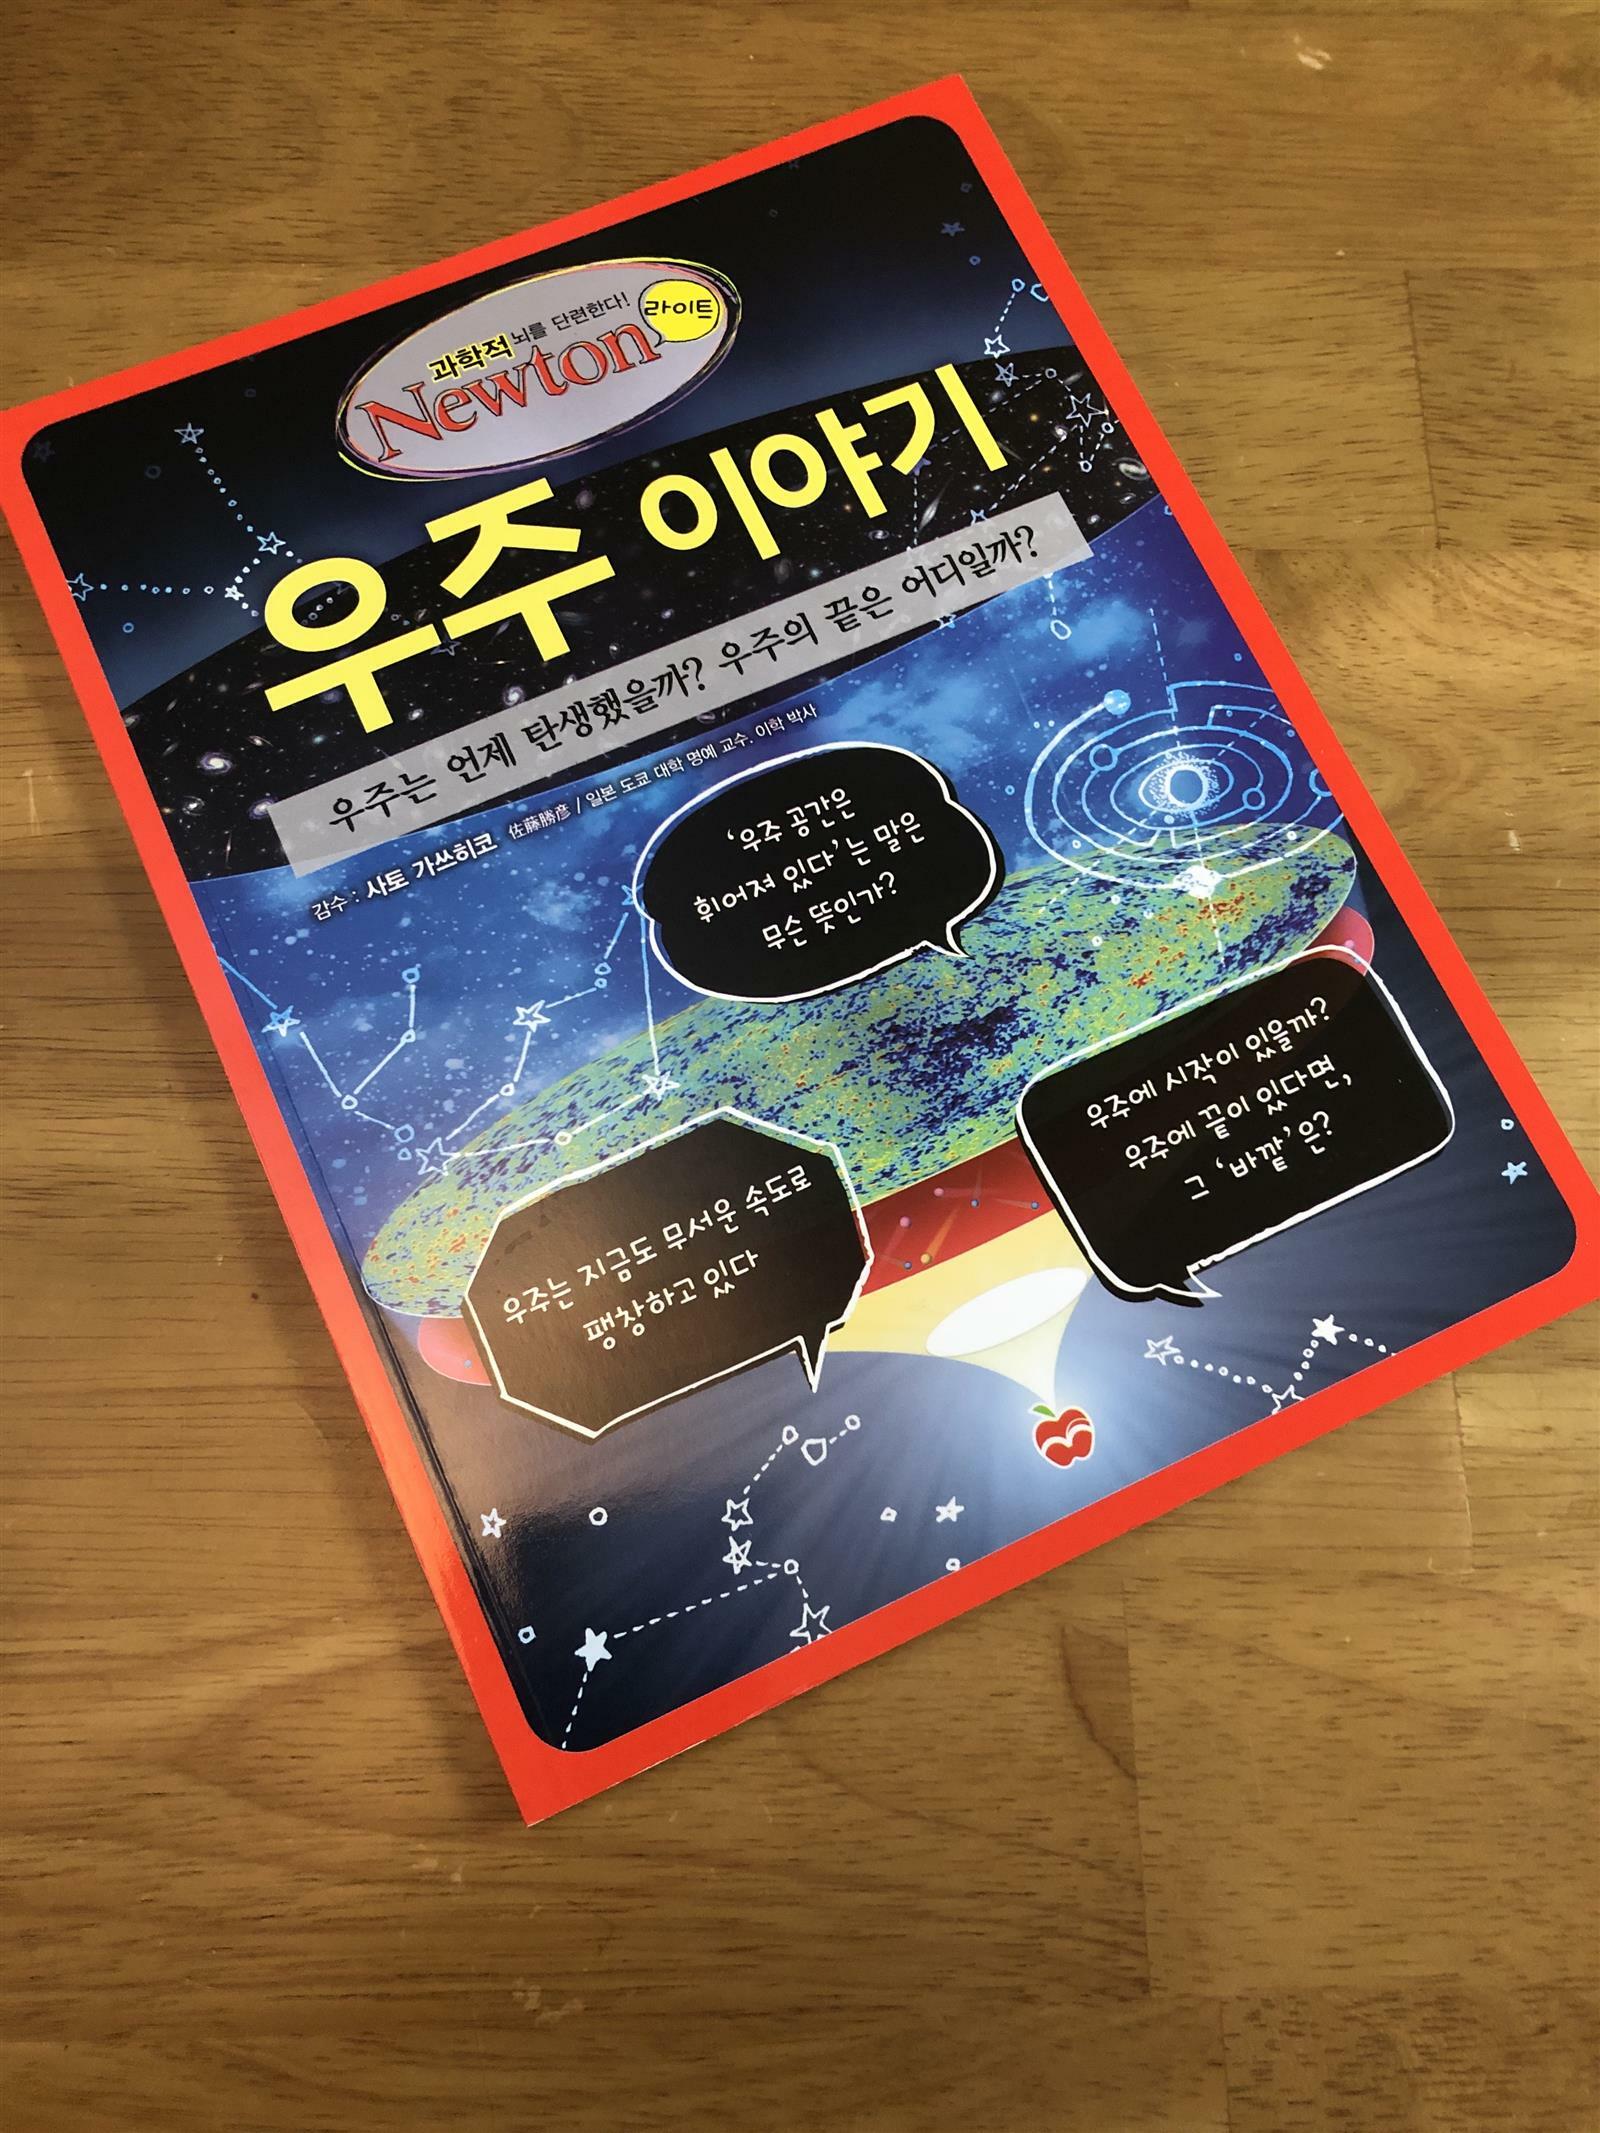 과학적 뇌를 단련한다!
Newton 라이트
우주 이야기
우주는 언제 탄생했을까? 우주의 끝은 어디일까?
감수 : 사토 가쓰히코 佐藤勝彦 / 일본 도쿄 대학 명예 교수. 이학 박사
‘우주 공간은
휘어져 있다’는 말은
무슨 뜻인가?
우주에 시작이 있을까?
우주에 끝이 있다면,
그 ‘바깥’은?
우주는 지금도 무서운 속도로
팽창하고 있다